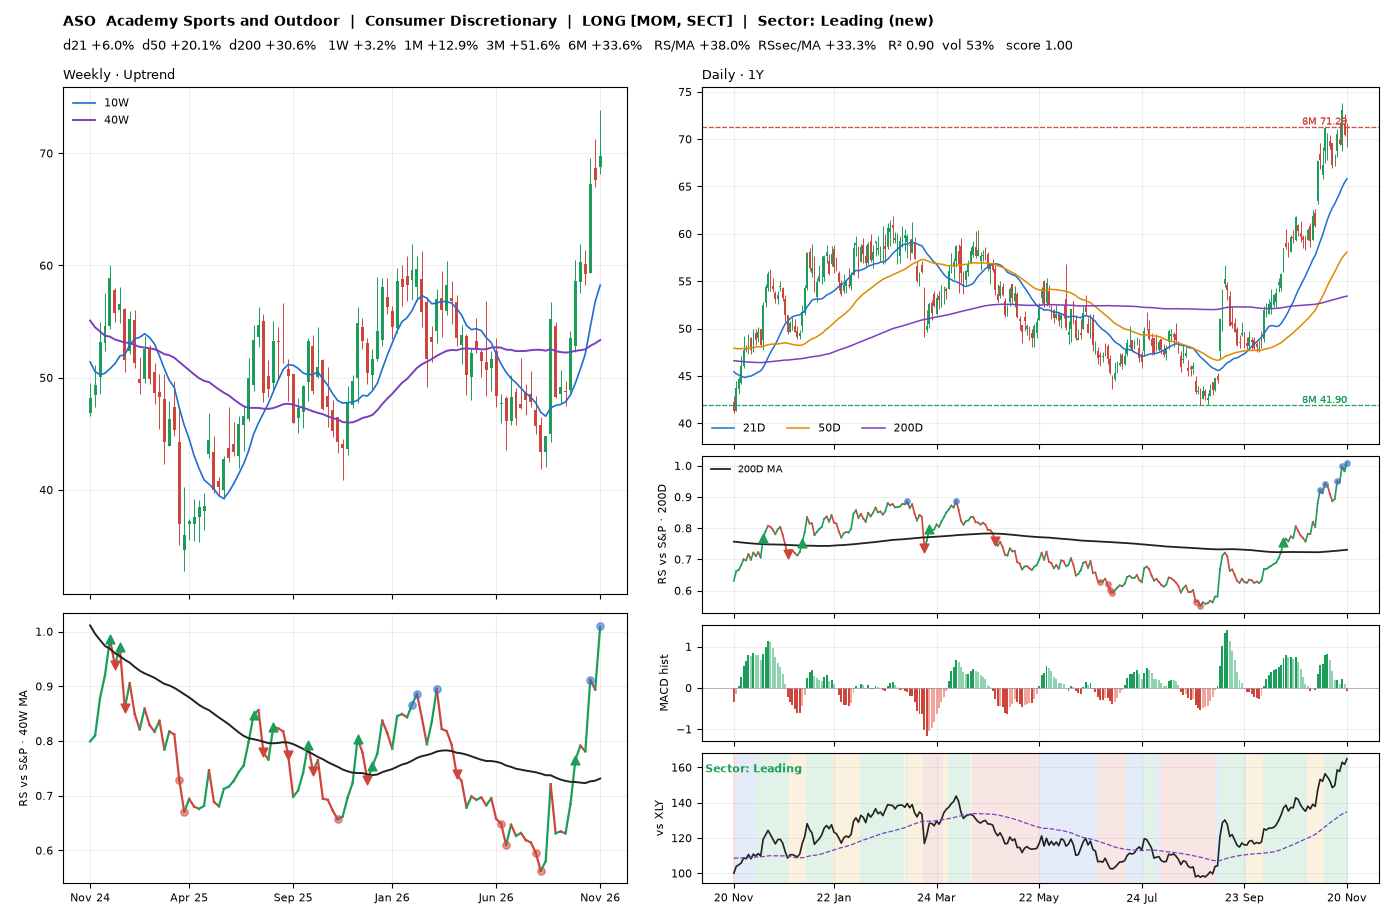 ASO  Academy Sports and Outdoor  |  Consumer Discretionary  |  LONG [MOM, SECT]  |  Sector: Leading (new)
d21 +6.0%  d50 +20.1%  d200 +30.6%   1W +3.2%  1M +12.9%  3M +51.6%  6M +33.6%   RS/MA +38.0%  RSsec/MA +33.3%   R² 0.90  vol 53%   score 1.00
Weekly · Uptrend
10W
40W
70
60
50
40
RS vs S&P · 40W MA
1.0
0.9
0.8
0.7
0.6
Nov 24
Apr 25
Sep 25
Jan 26
Jun 26
Nov 26
Daily · 1Y
75
70
65
60
55
50
45
40
6M 41.90
21D
50D
200D
RS vs S&P · 200D
200D MA
1.0
0.9
0.8
0.7
0.6
MACD hist
1
0
−1
vs XLY
Sector: Leading
160
140
120
100
20 Nov
22 Jan
24 Mar
22 May
24 Jul
23 Sep
20 Nov